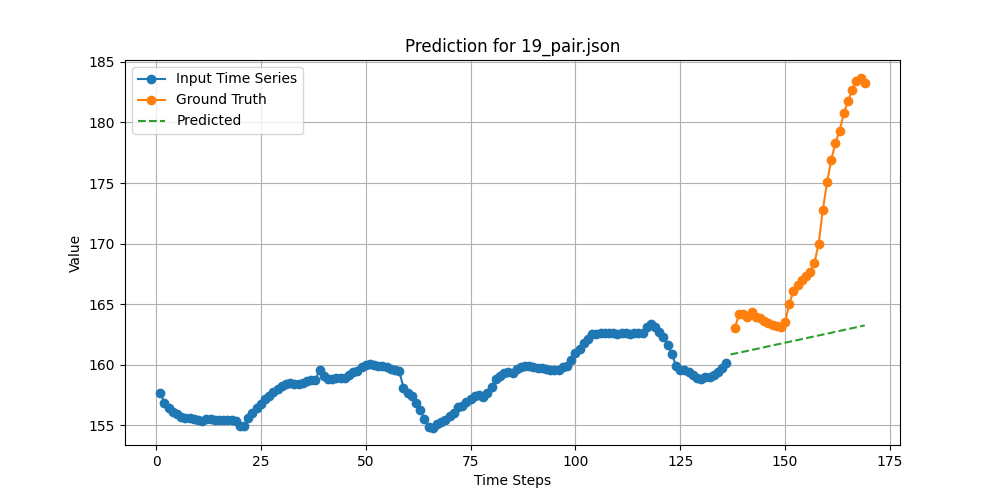 Prediction for 19_pair.json
Input Time Series
Ground Truth
Predicted
Value
185
180
175
170
165
160
155
0 25 50 75 100 125 150 175
Time Steps